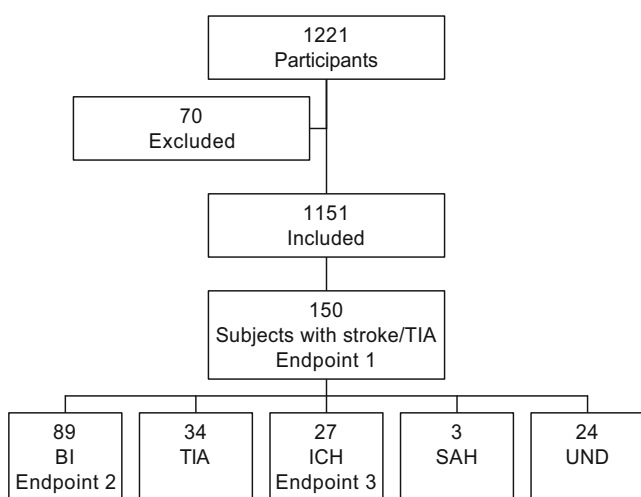 1221
Participants
70
Excluded
1151
Included
150
Subjects with stroke/TIA
Endpoint 1
89
BI
Endpoint 2
34
TIA
27
ICH
Endpoint 3
3
SAH
24
UND